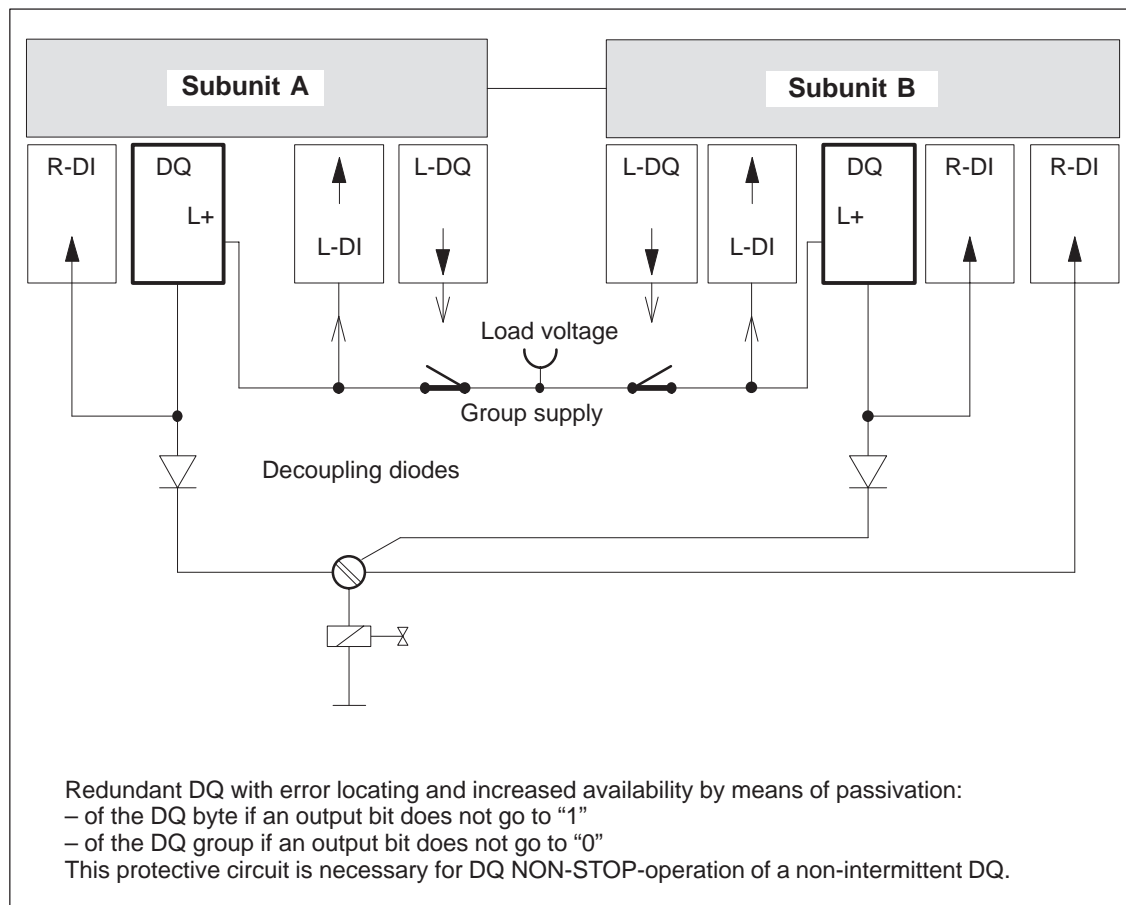 Subunit A
Subunit B
R-DI
DQ
L-DQ
L-DQ
DQ
R-DI
R-DI
L+
L+
L-DI
L-DI
Load voltage
Group supply
Decoupling diodes
Redundant DQ with error locating and increased availability by means of passivation:
– of the DQ byte if an output bit does not go to “1”
– of the DQ group if an output bit does not go to “0”
This protective circuit is necessary for DQ NON-STOP-operation of a non-intermittent DQ.